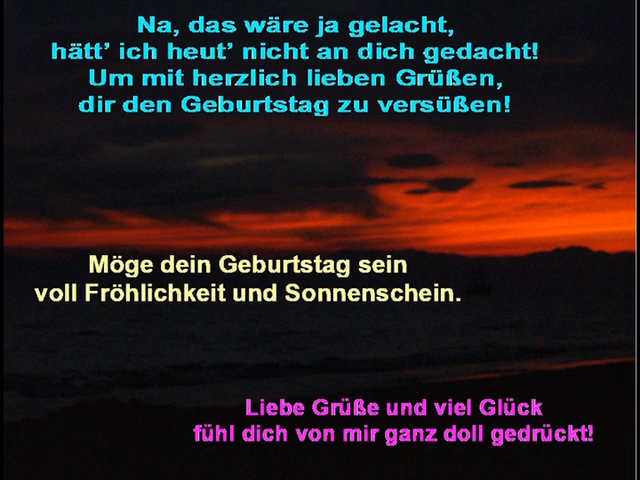 Na, das wäre ja gelacht,
hätt’ ich heut’ nicht an dich gedacht!
Um mit herzlich lieben Grüßen,
dir den Geburtstag zu versüßen!
Möge dein Geburtstag sein
voll Fröhlichkeit und Sonnenschein.
Liebe Grüße und viel Glück
fühl dich von mir ganz doll gedrückt!